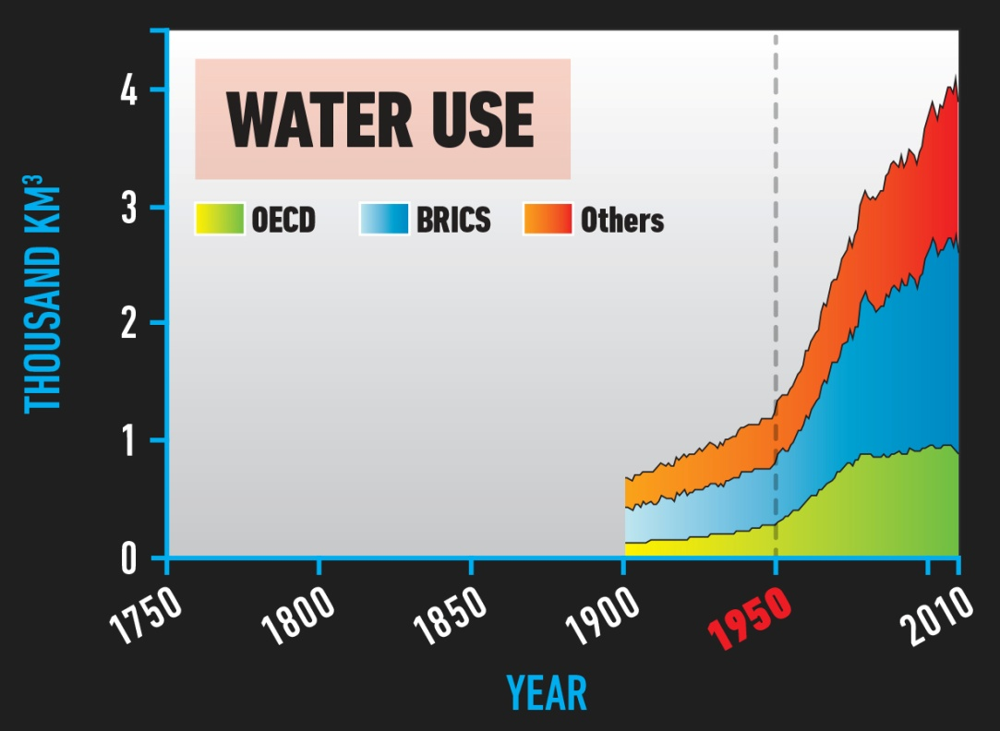 WATER USE
OECD BRICS Others
THOUSAND KM³
4
3
2
1
0
1750 1800 1850 1900 1950 2010
YEAR